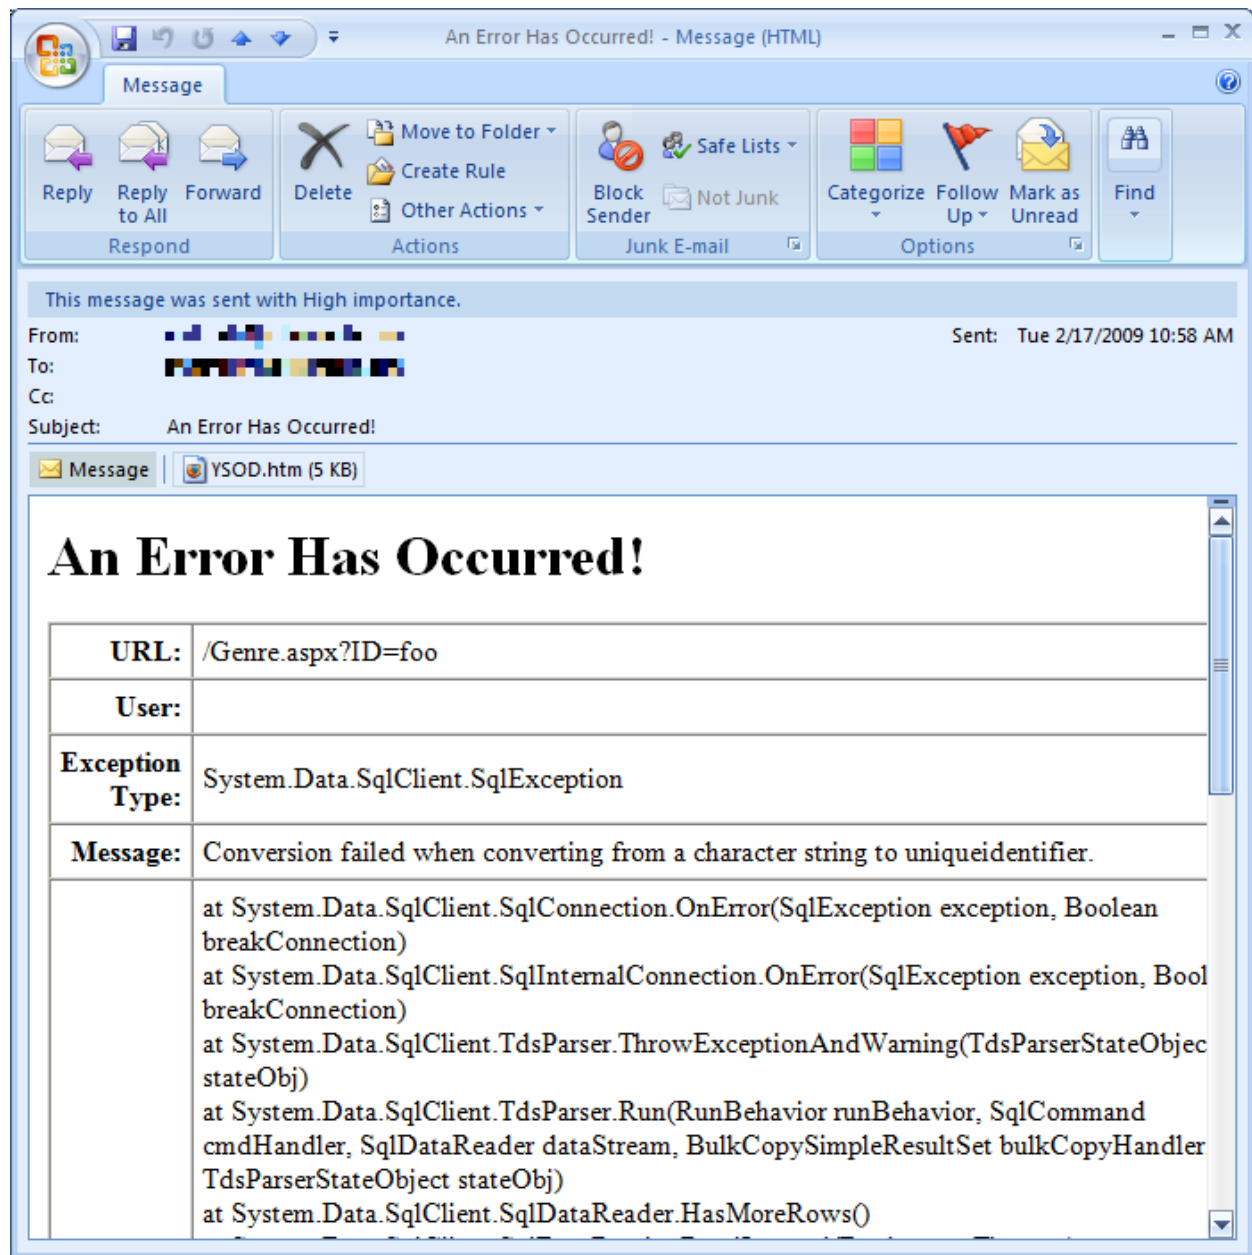 An Error Has Occurred! - Message (HTML)
Message
Reply
Reply to All
Forward
Respond
Delete
Move to Folder
Create Rule
Other Actions
Actions
Block Sender
Safe Lists
Not Junk
Junk E-mail
Categorize
Follow Up
Mark as Unread
Options
Find
This message was sent with High importance.
From:
Sent: Tue 2/17/2009 10:58 AM
To:
Cc:
Subject: An Error Has Occurred!
Message
YSOD.htm (5 KB)
An Error Has Occurred!
URL: /Genre.aspx?ID=foo
User:
Exception Type: System.Data.SqlClient.SqlException
Message: Conversion failed when converting from a character string to uniqueidentifier.
at System.Data.SqlClient.SqlConnection.OnError(SqlException exception, Boolean
breakConnection)
at System.Data.SqlClient.SqlInternalConnection.OnError(SqlException exception, Bool
breakConnection)
at System.Data.SqlClient.TdsParser.ThrowExceptionAndWarning(TdsParserStateObjec
stateObj)
at System.Data.SqlClient.TdsParser.Run(RunBehavior runBehavior, SqlCommand
cmdHandler, SqlDataReader dataStream, BulkCopySimpleResultSet bulkCopyHandler
TdsParserStateObject stateObj)
at System.Data.SqlClient.SqlDataReader.HasMoreRows()